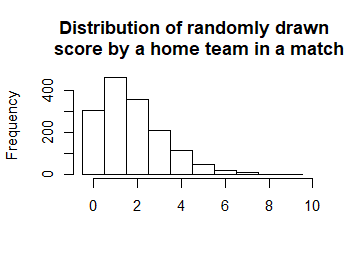 Distribution of randomly drawn
score by a home team in a match
Frequency
400
200
0
0 2 4 6 8 10